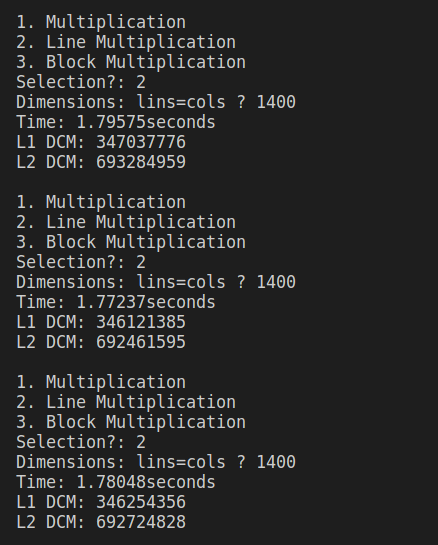 1. Multiplication
2. Line Multiplication
3. Block Multiplication
Selection?: 2
Dimensions: lins=cols ? 1400
Time: 1.79575seconds
L1 DCM: 347037776
L2 DCM: 693284959

1. Multiplication
2. Line Multiplication
3. Block Multiplication
Selection?: 2
Dimensions: lins=cols ? 1400
Time: 1.77237seconds
L1 DCM: 346121385
L2 DCM: 692461595

1. Multiplication
2. Line Multiplication
3. Block Multiplication
Selection?: 2
Dimensions: lins=cols ? 1400
Time: 1.78048seconds
L1 DCM: 346254356
L2 DCM: 692724828